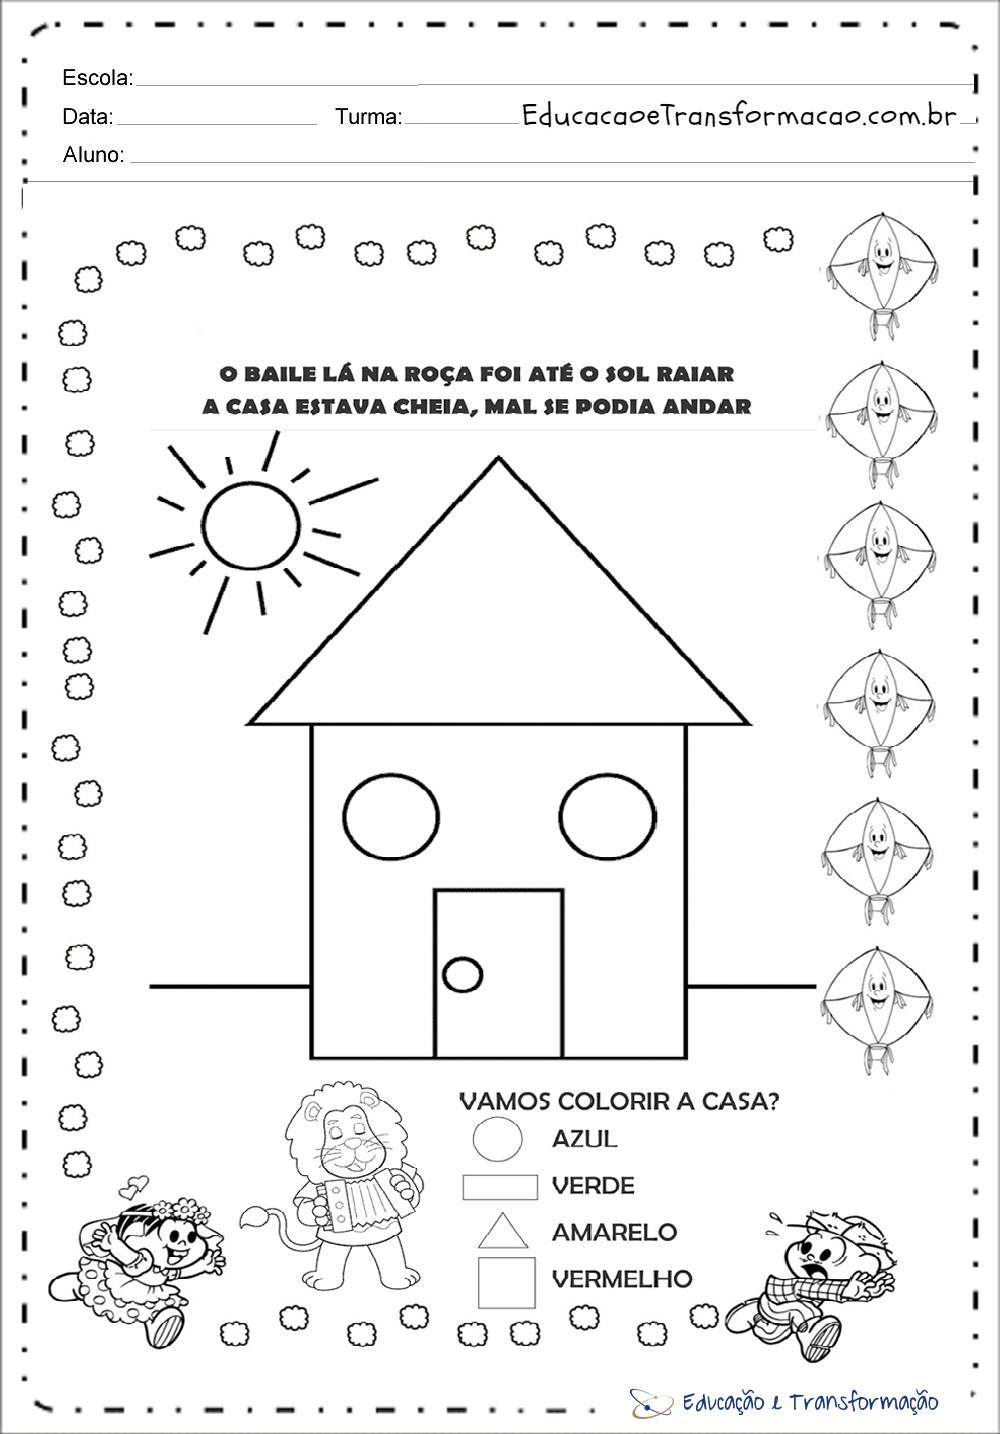 Escola:
Data: Turma: EducacaoeTransformacao.com.br
Aluno:
O BAILE LÁ NA ROÇA FOI ATÉ O SOL RAIAR
A CASA ESTAVA CHEIA, MAL SE PODIA ANDAR
VAMOS COLORIR A CASA?
AZUL
VERDE
AMARELO
VERMELHO
Educação e Transformação